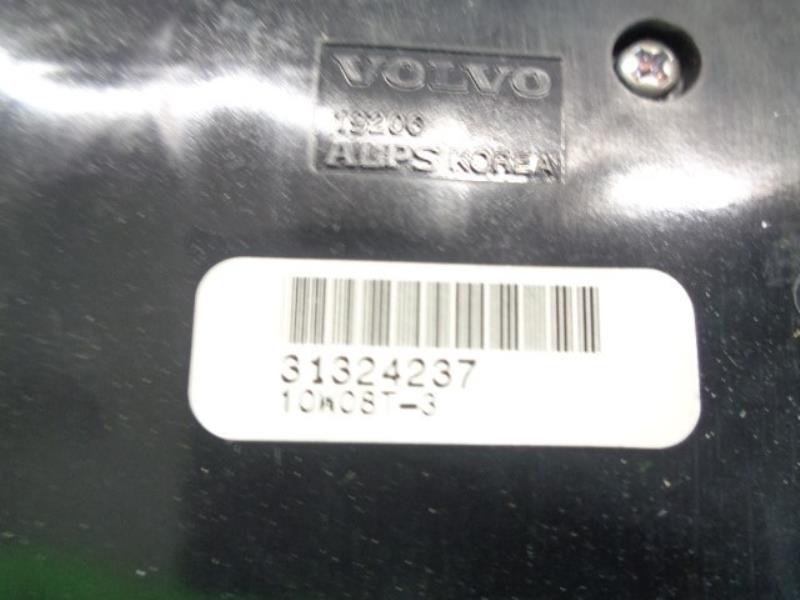 VOLVO
19206
ALPS KOREA
31324237
10W08T-3